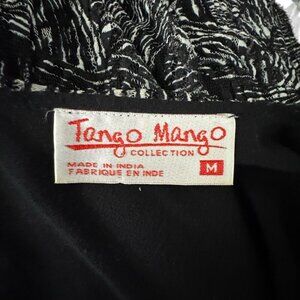 Tango Mango
COLLECTION
MADE IN INDIA
FABRIQUE EN INDE
M